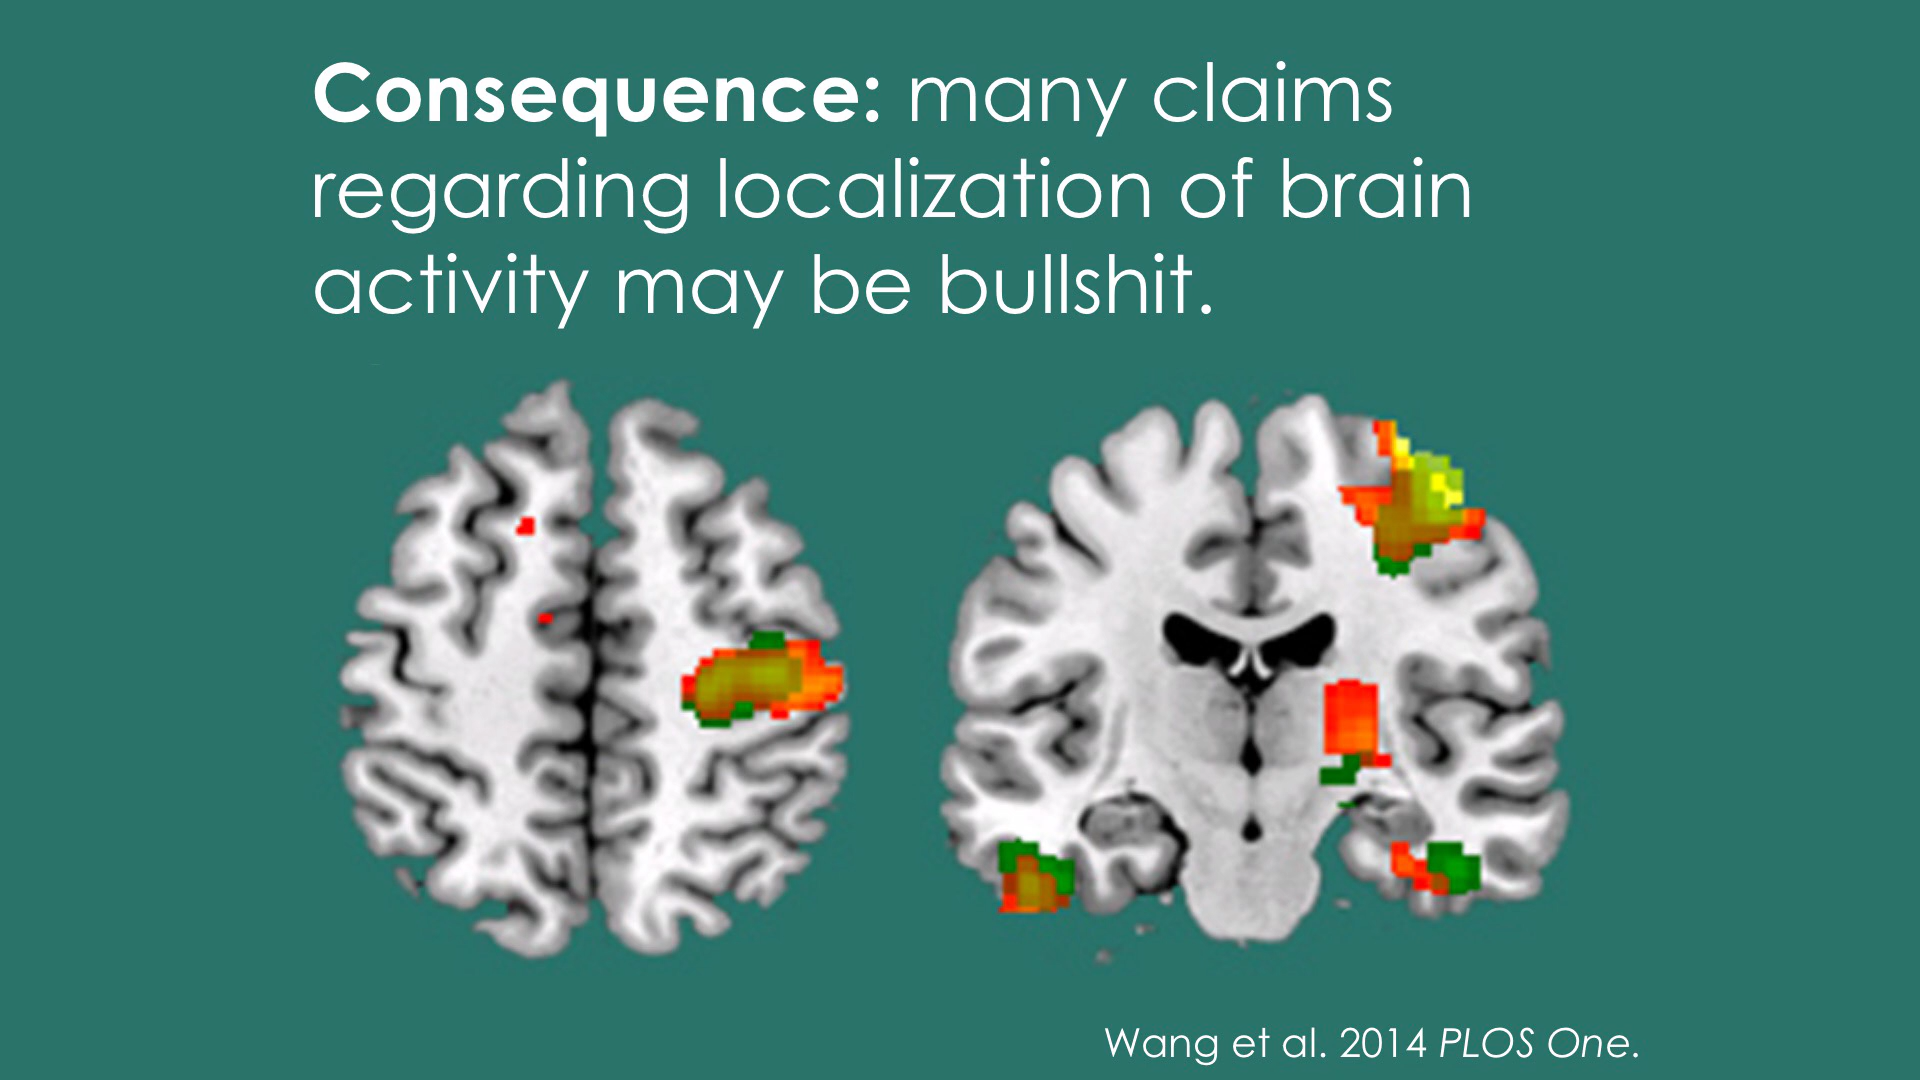 Consequence: many claims
regarding localization of brain
activity may be bullshit.
Wang et al. 2014 PLOS One.